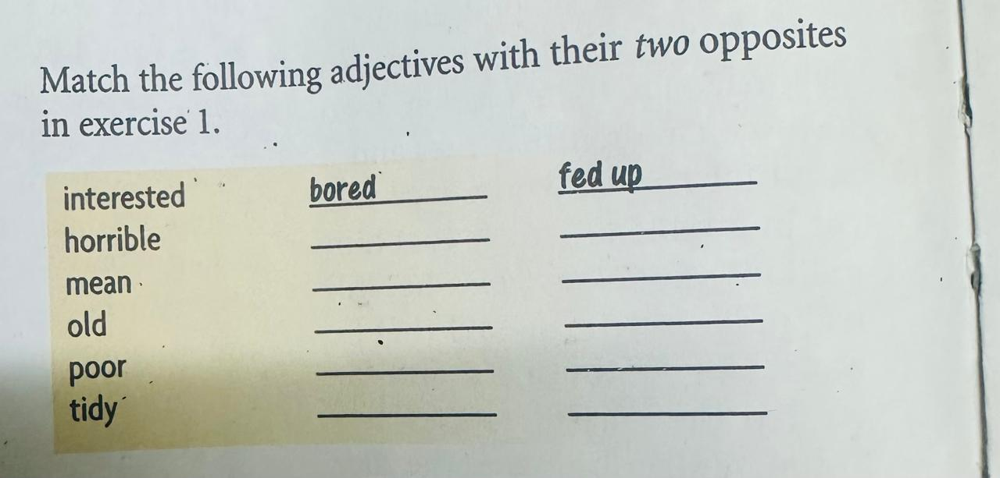 Match the following adjectives with their two opposites
in exercise 1.
interested bored fed up
horrible
mean
old
poor
tidy